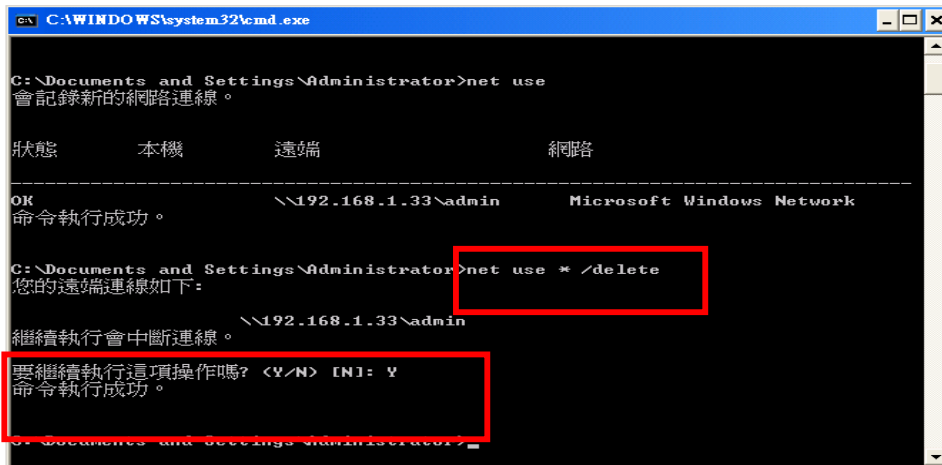 C:\WINDOWS\system32\cmd.exe
C:\Documents and Settings\Administrator>net use
會記錄新的網路連線。
狀態 本機 遠端 網路
-------------------------------------------------------------------------------
OK \\192.168.1.33\admin Microsoft Windows Network
命令執行成功。
C:\Documents and Settings\Administrator>net use * /delete
您的遠端連線如下:
\\192.168.1.33\admin
繼續執行會中斷連線。
要繼續執行這項操作嗎? (Y/N) [N]: Y
命令執行成功。
C:\Documents and Settings\Administrator>_